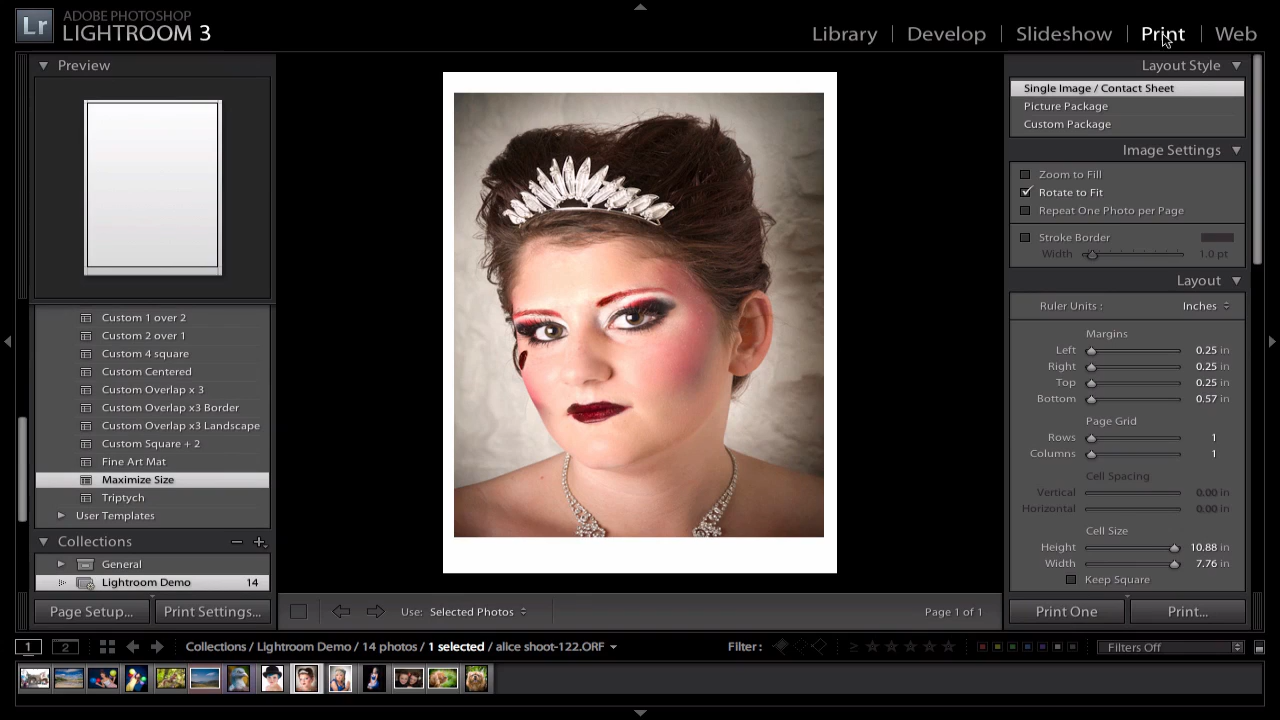 Lr
ADOBE PHOTOSHOP
LIGHTROOM 3
Library
Develop
Slideshow
Print
Web
Preview
Custom 1 over 2
Custom 2 over 1
Custom 4 square
Custom Centered
Custom Overlap x 3
Custom Overlap x3 Border
Custom Overlap x3 Landscape
Custom Square + 2
Fine Art Mat
Maximize Size
Triptych
User Templates
Collections
General
Lightroom Demo 14
Page Setup...
Print Settings...
Use: Selected Photos
Page 1 of 1
Layout Style
Single Image / Contact Sheet
Picture Package
Custom Package
Image Settings
Zoom to Fill
Rotate to Fit
Repeat One Photo per Page
Stroke Border
Width 1.0 pt
Layout
Ruler Units : Inches
Margins
Left 0.25 in
Right 0.25 in
Top 0.25 in
Bottom 0.57 in
Page Grid
Rows 1
Columns 1
Cell Spacing
Vertical 0.00 in
Horizontal 0.00 in
Cell Size
Height 10.88 in
Width 7.76 in
Keep Square
Print One
Print...
1
2
Collections / Lightroom Demo / 14 photos / 1 selected / alice shoot-122.ORF
Filter :
Filters Off